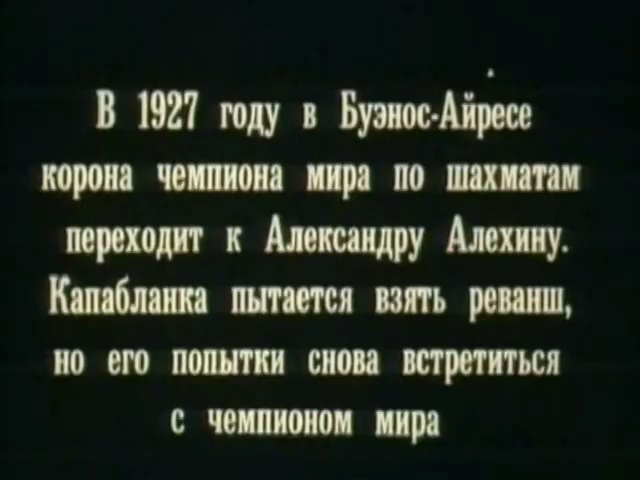 В 1927 году в Буэнос-Айресе
корона чемпиона мира по шахматам
переходит к Александру Алехину.
Капабланка пытается взять реванш,
но его попытки снова встретиться
с чемпионом мира